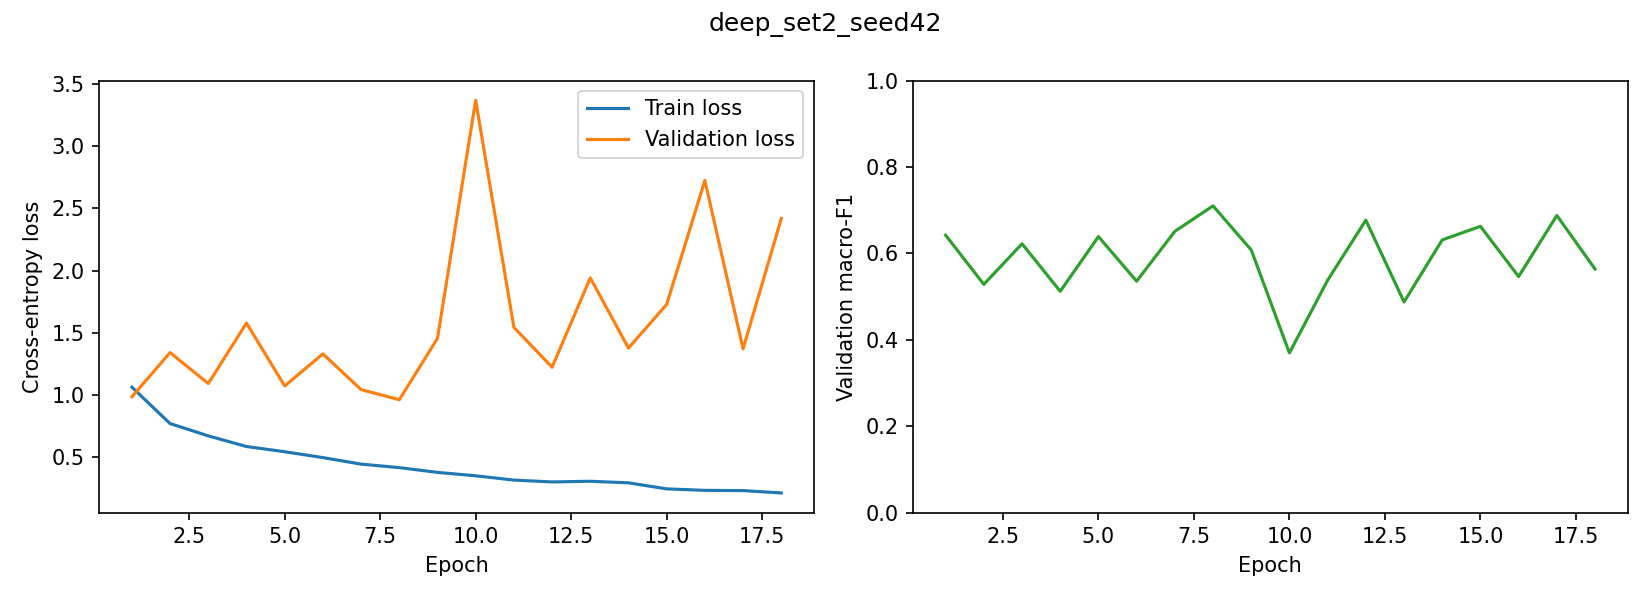 deep_set2_seed42
3.5
3.0
2.5
2.0
1.5
1.0
0.5
Cross-entropy loss
Train loss
Validation loss
2.5 5.0 7.5 10.0 12.5 15.0 17.5
Epoch
1.0
0.8
0.6
0.4
0.2
0.0
Validation macro-F1
2.5 5.0 7.5 10.0 12.5 15.0 17.5
Epoch